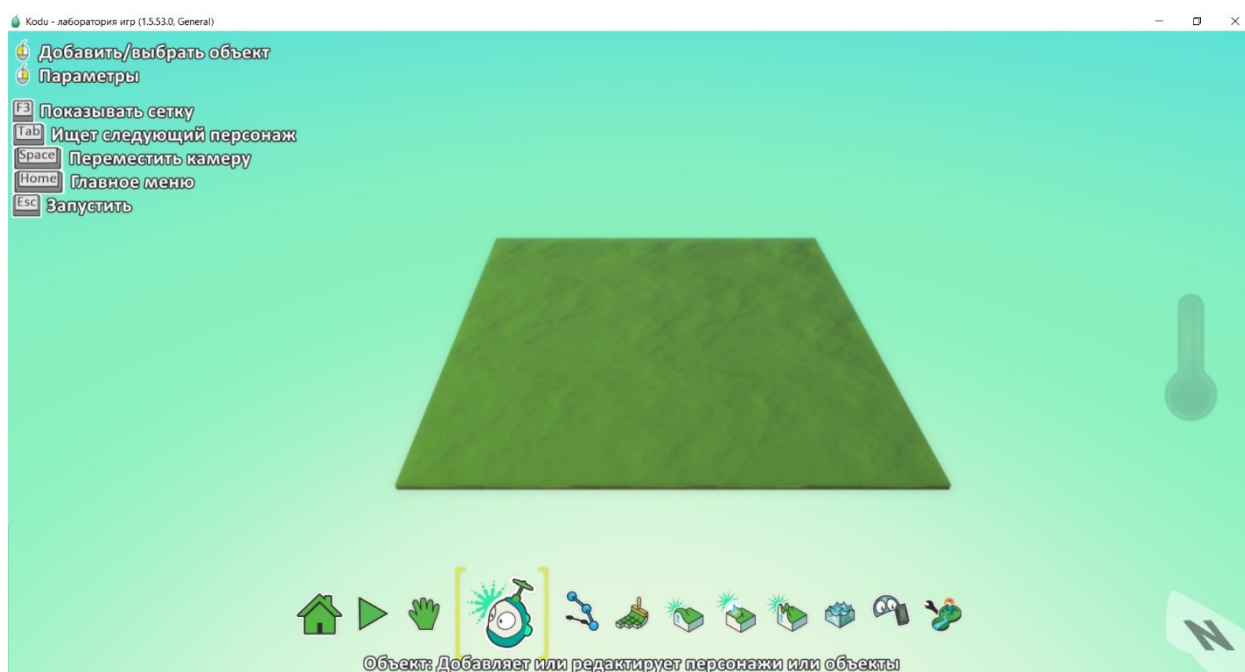 Kodu - лаборатория игр (1.5.53.0, General)
Добавить/выбрать объект
Параметры
F3 Показывать сетку
Tab Ищет следующий персонаж
Space Переместить камеру
Home Главное меню
Esc Запустить
N
Объект: Добавляет или редактирует персонажи или объекты